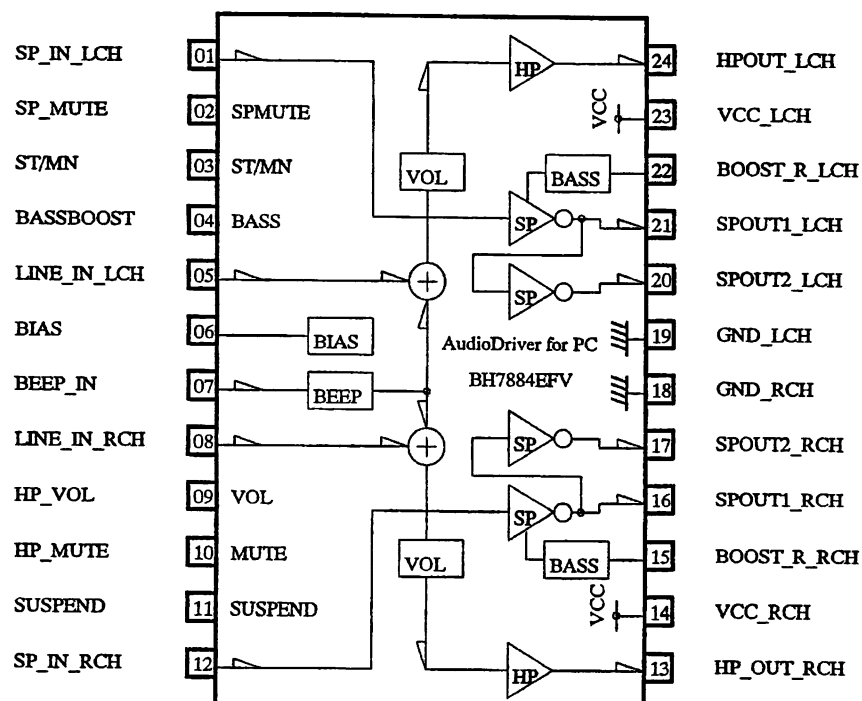 SP_IN_LCH 01 HP 24 HPOUT_LCH
SP_MUTE 02 SPMUTE VCC 23 VCC_LCH
ST/MN 03 ST/MN VOL BASS 22 BOOST_R_LCH
BASSBOOST 04 BASS SP 21 SPOUT1_LCH
LINE_IN_LCH 05 + SP 20 SPOUT2_LCH
BIAS 06 BIAS AudioDriver for PC 19 GND_LCH
BEEP_IN 07 BEEP BH7884EFV 18 GND_RCH
LINE_IN_RCH 08 + SP 17 SPOUT2_RCH
HP_VOL 09 VOL SP 16 SPOUT1_RCH
HP_MUTE 10 MUTE VOL BASS 15 BOOST_R_RCH
SUSPEND 11 SUSPEND VCC 14 VCC_RCH
SP_IN_RCH 12 HP 13 HP_OUT_RCH